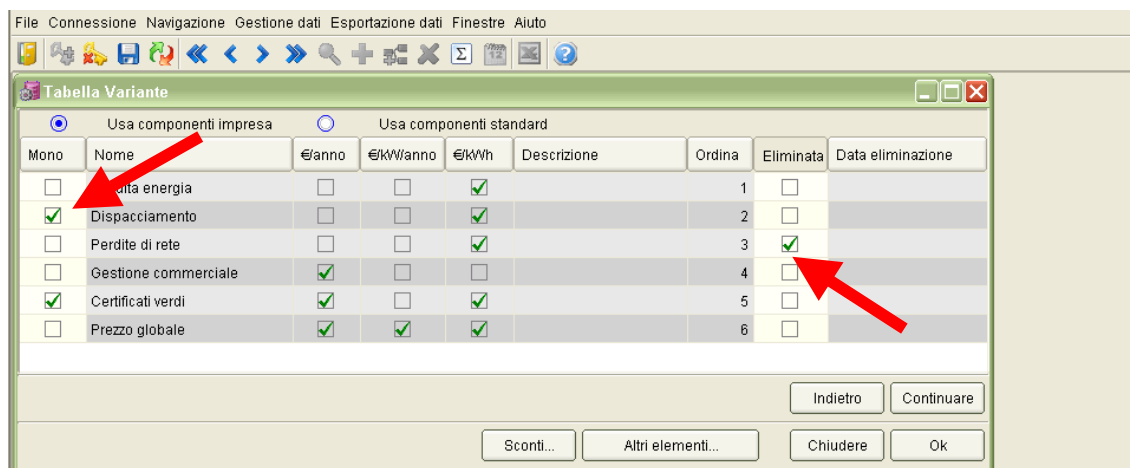 File Connessione Navigazione Gestione dati Esportazione dati Finestre Aiuto
Σ 12 ?
Tabella Variante
Usa componenti impresa Usa componenti standard
Mono Nome €/anno €/kW/anno €/kWh Descrizione Ordina Eliminata Data eliminazione
energia 1
Dispacciamento 2
Perdite di rete 3
Gestione commerciale 4
Certificati verdi 5
Prezzo globale 6
Indietro Continuare
Sconti... Altri elementi... Chiudere Ok